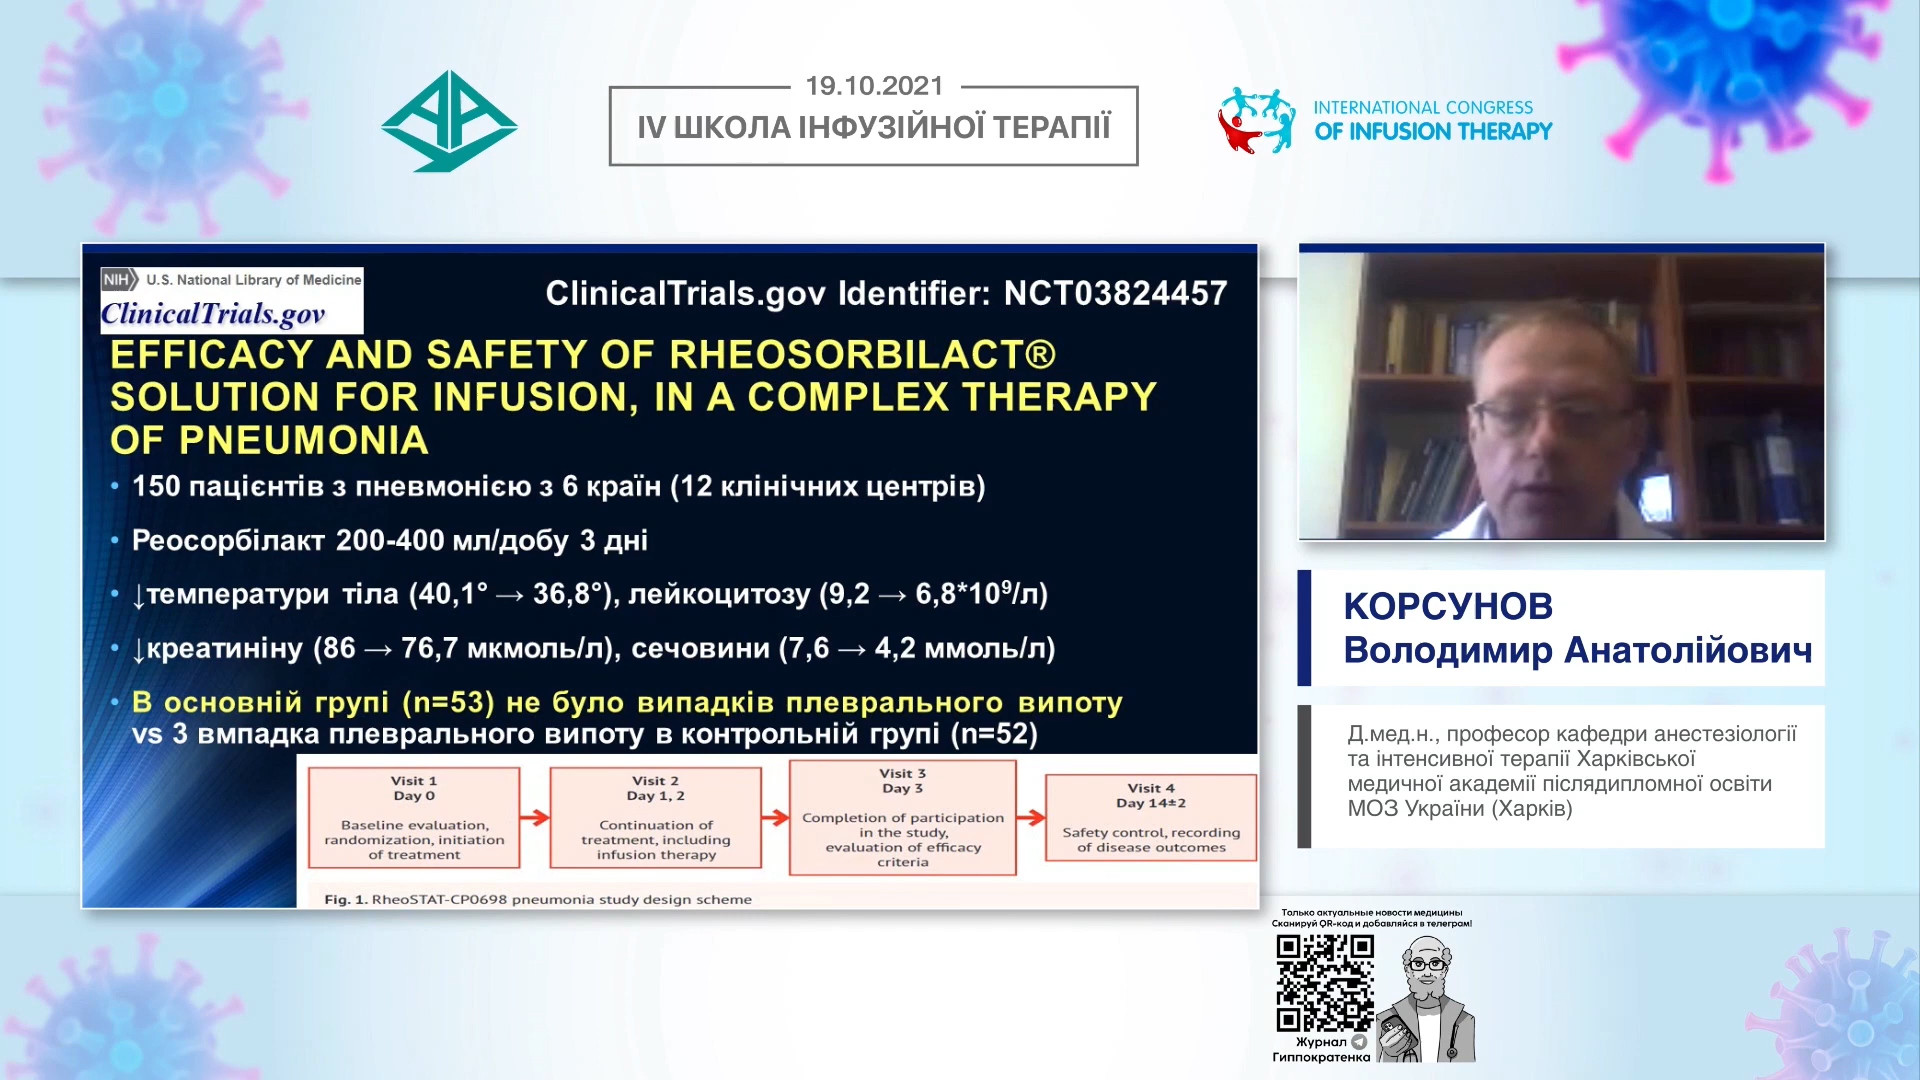 19.10.2021
IV ШКОЛА ІНФУЗІЙНОЇ ТЕРАПІЇ
INTERNATIONAL CONGRESS
OF INFUSION THERAPY
NIH U.S. National Library of Medicine
ClinicalTrials.gov
ClinicalTrials.gov Identifier: NCT03824457
EFFICACY AND SAFETY OF RHEOSORBILACT®
SOLUTION FOR INFUSION, IN A COMPLEX THERAPY
OF PNEUMONIA
• 150 пацієнтів з пневмонією з 6 країн (12 клінічних центрів)
• Реосорбілакт 200-400 мл/добу 3 дні
• ↓температури тіла (40,1° → 36,8°), лейкоцитозу (9,2 → 6,8*10⁹/л)
• ↓креатиніну (86 → 76,7 мкмоль/л), сечовини (7,6 → 4,2 ммоль/л)
• В основній групі (n=53) не було випадків плеврального випоту
vs 3 вмпадка плеврального випоту в контрольній групі (n=52)
Visit 1
Day 0
Baseline evaluation,
randomization, initiation
of treatment
Visit 2
Day 1, 2
Continuation of
treatment, including
infusion therapy
Visit 3
Day 3
Completion of participation
in the study,
evaluation of efficacy
criteria
Visit 4
Day 14±2
Safety control, recording
of disease outcomes
Fig. 1. RheoSTAT-CP0698 pneumonia study design scheme
КОРСУНОВ
Володимир Анатолійович
Д.мед.н., професор кафедри анестезіології
та інтенсивної терапії Харківської
медичної академії післядипломної освіти
МОЗ України (Харків)
Только актуальные новости медицины
Сканируй QR-код и добавляйся в телеграм!
Журнал
Гиппократенка